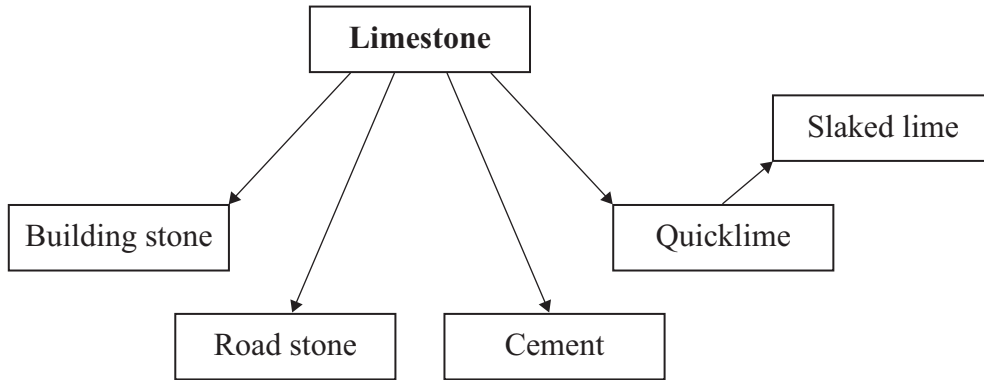 Limestone
Slaked lime
Building stone
Quicklime
Road stone
Cement